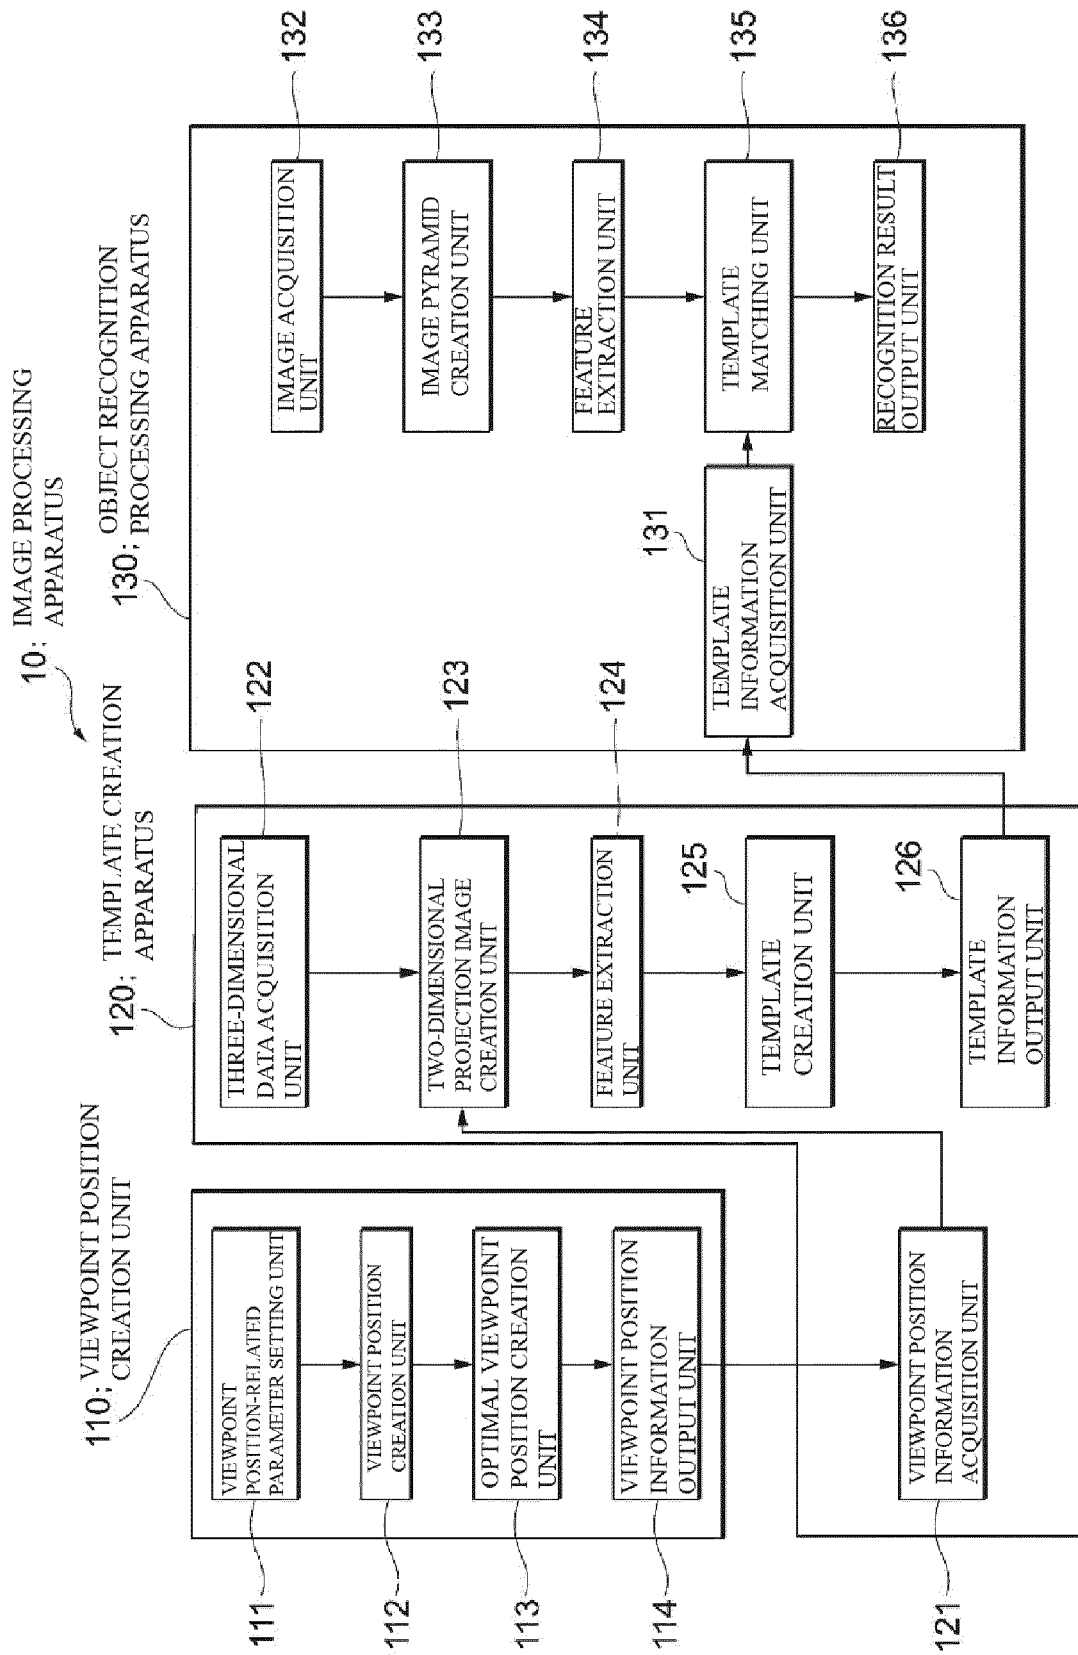 10; IMAGE PROCESSING
APPARATUS
110; VIEWPOINT POSITION
CREATION UNIT
111
VIEWPOINT
POSITION-RELATED
PARAMETER SETTING UNIT
112
VIEWPOINT POSITION
CREATION UNIT
113
OPTIMAL VIEWPOINT
POSITION CREATION
UNIT
114
VIEWPOINT POSITION
INFORMATION
OUTPUT UNIT
120; TEMPLATE CREATION
APPARATUS
121
VIEWPOINT POSITION
INFORMATION
ACQUISITION UNIT
THREE-DIMENSIONAL
DATA ACQUISITION
UNIT
122
TWO-DIMENSIONAL
PROJECTION IMAGE
CREATION UNIT
123
FEATURE EXTRACTION
UNIT
124
TEMPLATE
CREATION UNIT
125
TEMPLATE
INFORMATION
OUTPUT UNIT
126
130; OBJECT RECOGNITION
PROCESSING APPARATUS
TEMPLATE
INFORMATION
ACQUISITION UNIT
131
IMAGE ACQUISITION
UNIT
132
IMAGE PYRAMID
CREATION UNIT
133
FEATURE
EXTRACTION UNIT
134
TEMPLATE
MATCHING UNIT
135
RECOGNITION RESULT
OUTPUT UNIT
136